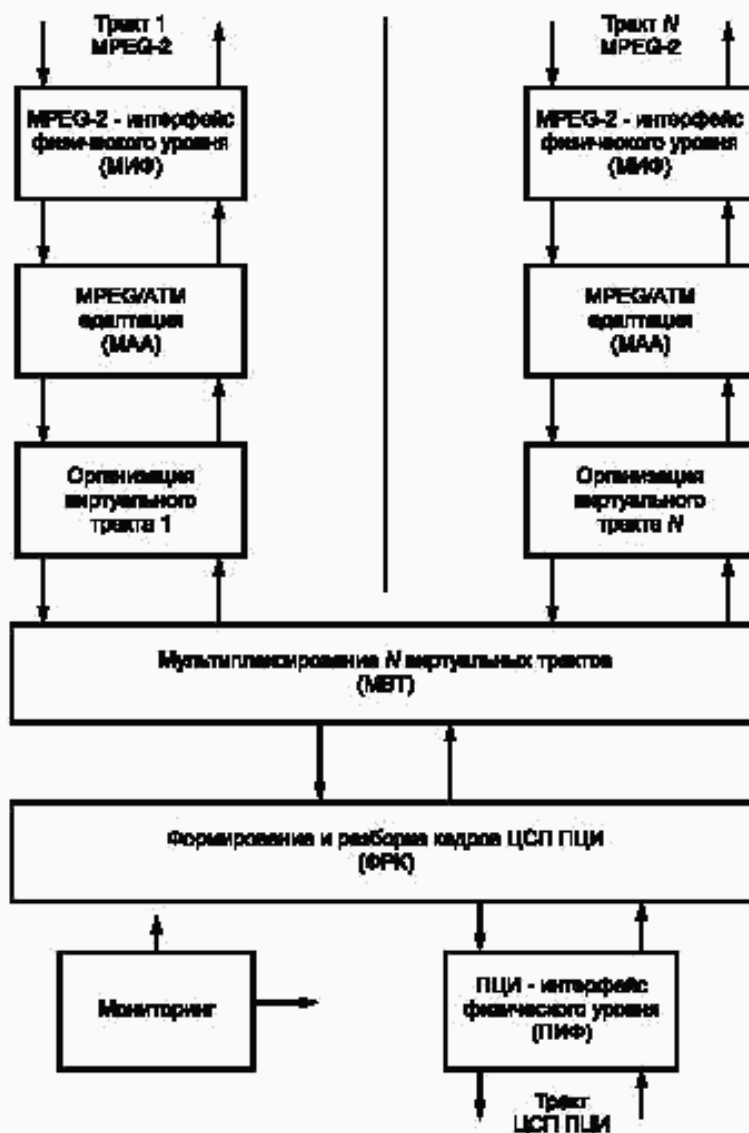 Тракт 1
MPEG-2
MPEG-2 - интерфейс
физического уровня
(МИФ)
MPEG/ATM
адаптация
(МАА)
Организация
виртуального
тракта 1
Тракт N
MPEG-2
MPEG-2 - интерфейс
физического уровня
(МИФ)
MPEG/ATM
адаптация
(МАА)
Организация
виртуального
тракта N
Мультиплексирование N виртуальных трактов
(МВТ)
Формирование и разборка кадров ЦСП ПЦИ
(ФРК)
Мониторинг
ПЦИ - интерфейс
физического уровня
(ПИФ)
Тракт
ЦСП ПЦИ